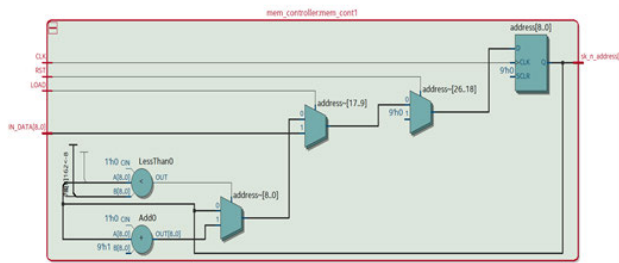 mem_controller:mem_cont1
address[8..0]
CLK
RST
LOAD
IN_DATA[8..0]
D
CLK
SCLR
Q
9'h0
sk_n_address[
address~[26..18]
0
9'h0
1
address~[17..9]
0
1
1'h0 CIN
LessThan0
A[8..0]
B[8..0]
<
OUT
address~[8..0]
0
1
1'h0 CIN
Add0
A[8..0]
9'h1 B[8..0]
+
OUT[8..0]